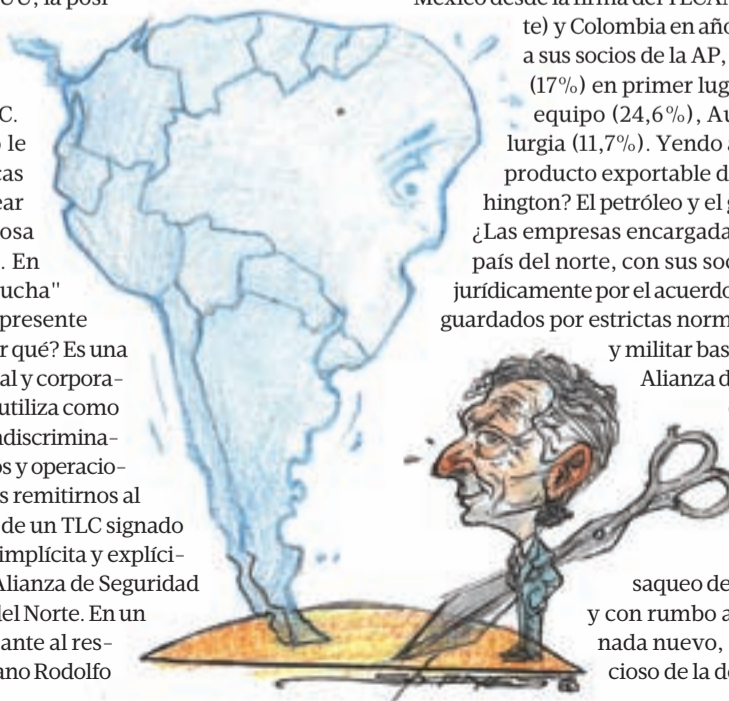 UU, la posi-
C.
le
cas
ear
osa
. En
ucha"
presente
r qué? Es una
al y corpora-
utiliza como
ndiscrimina-
os y operacio-
s remitirnos al
de un TLC signado
implícita y explíci-
Alianza de Seguridad
del Norte. En un
ante al res-
ano Rodolfo
México desde la firma del TLCAN
te) y Colombia en año
a sus socios de la AP,
(17%) en primer lug
equipo (24,6%), Au
lurgia (11,7%). Yendo a
producto exportable d
hington? El petróleo y el g
¿Las empresas encargada
país del norte, con sus soc
jurídicamente por el acuerdo
guardados por estrictas norm
y militar bas
Alianza d
saqueo de
y con rumbo a
nada nuevo,
cioso de la d